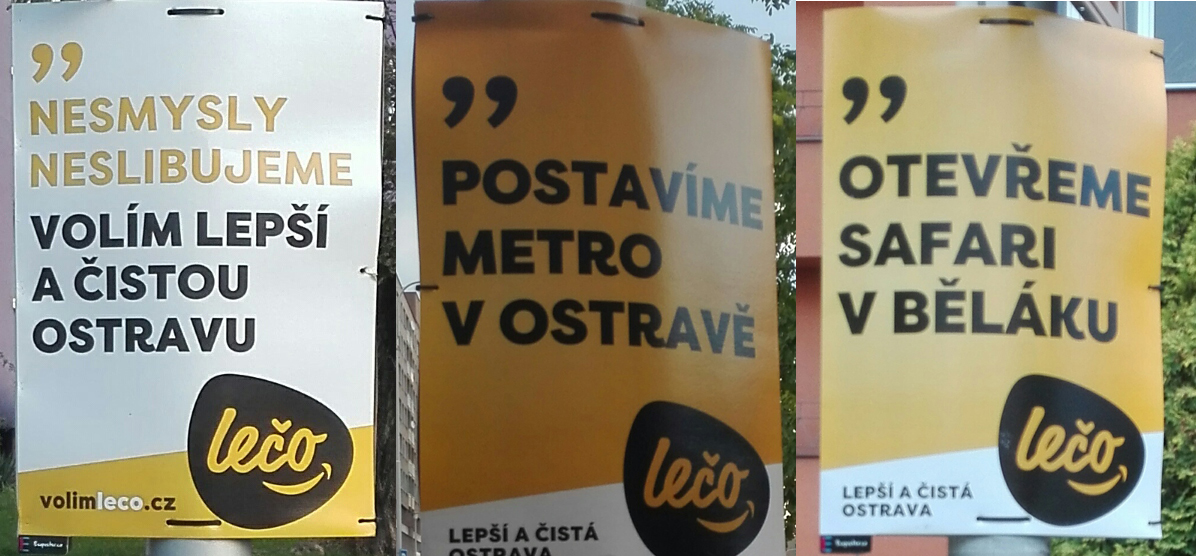 ”
NESMYSLY
NESLIBUJEME
VOLÍM LEPŠÍ
A ČISTOU
OSTRAVU
lečo
volimleco.cz
”
POSTAVÍME
METRO
V OSTRAVĚ
lečo
LEPŠÍ A ČISTÁ
OSTRAVA
”
OTEVŘEME
SAFARI
V BĚLÁKU
lečo
LEPŠÍ A ČISTÁ
OSTRAVA